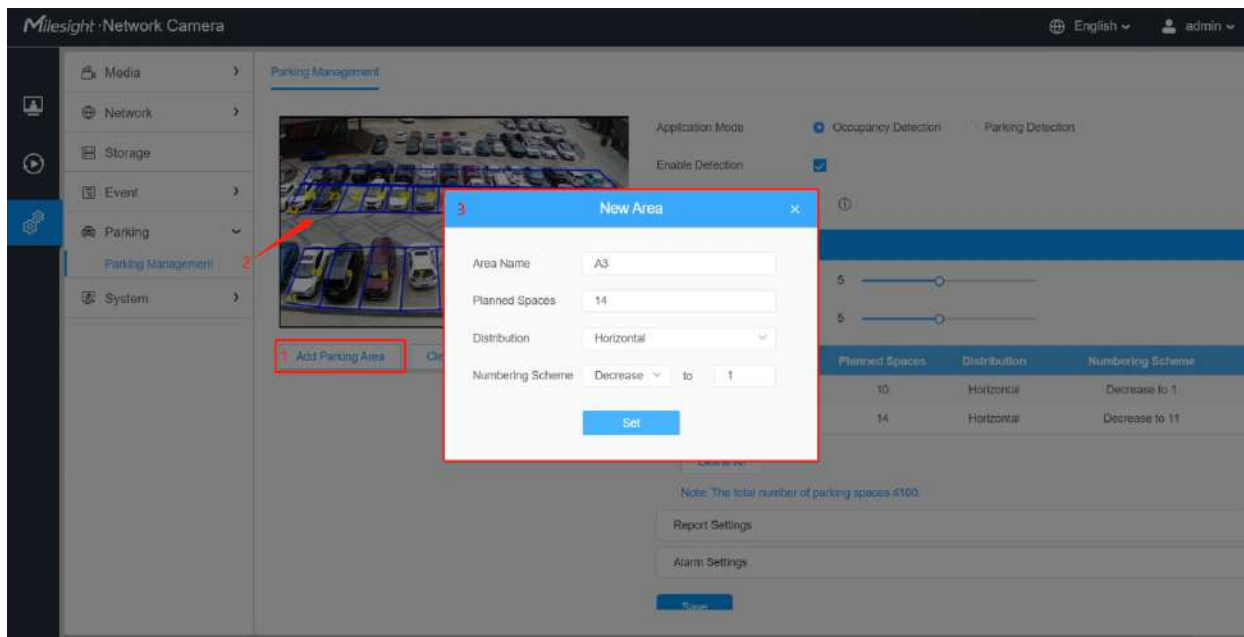 Milesight Network Camera
English
admin
Media
Network
Storage
Event
Parking
Parking Management
System
Parking Management
Application Mode
Occupancy Detection
Parking Detection
Enable Detection
2
1 Add Parking Area
3 New Area ×
Area Name A3
Planned Spaces 14
Distribution Horizontal
Numbering Scheme Decrease to 1
Set
5
5
Planned Spaces Distribution Numbering Scheme
10 Horizontal Decrease to 1
14 Horizontal Decrease to 11
Note: The total number of parking spaces ≤100.
Report Settings
Alarm Settings
Save